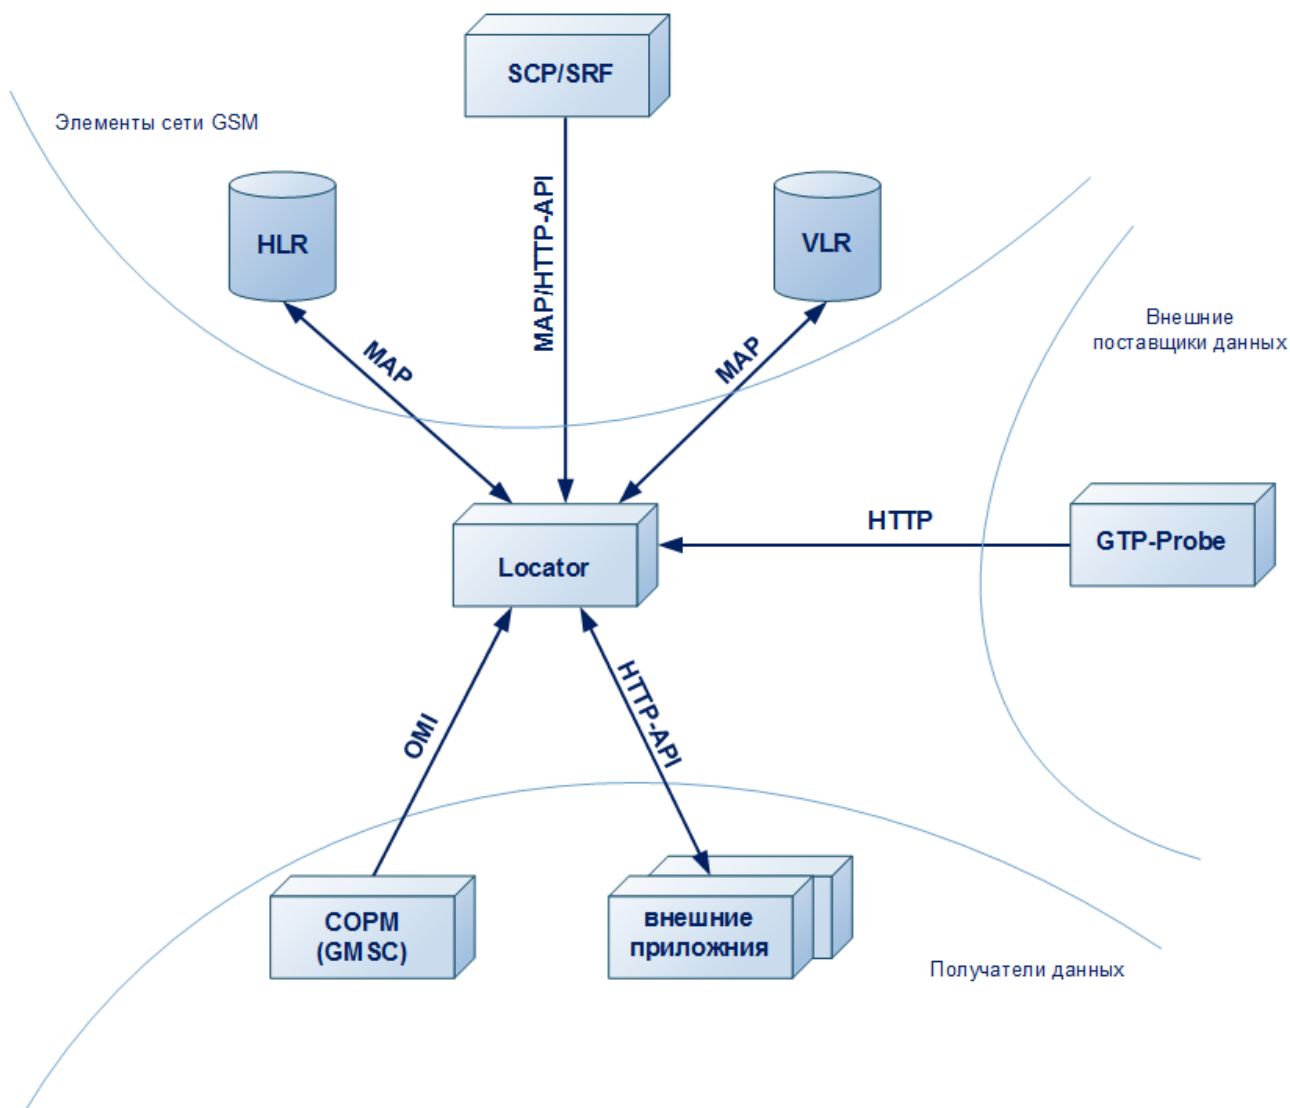 SCP/SRF
Элементы сети GSM
HLR
MAP/HTTP-API
VLR
MAP
MAP
Внешние
поставщики данных
HTTP
GTP-Probe
Locator
OMI
HTTP-API
СОРМ
(GMSC)
внешние
приложния
Получатели данных